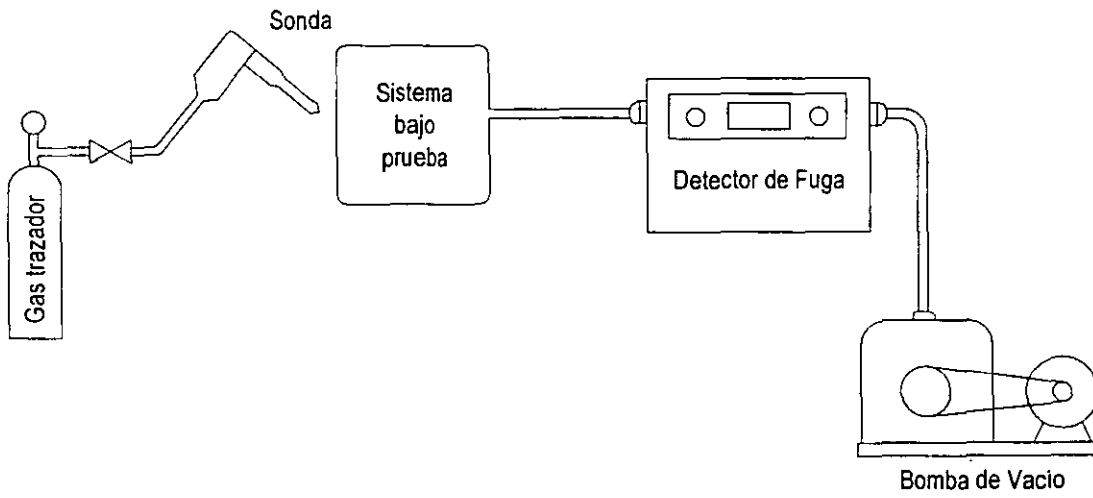 Sonda
Sistema
bajo
prueba
Detector de Fuga
Gas trazador
Bomba de Vacio